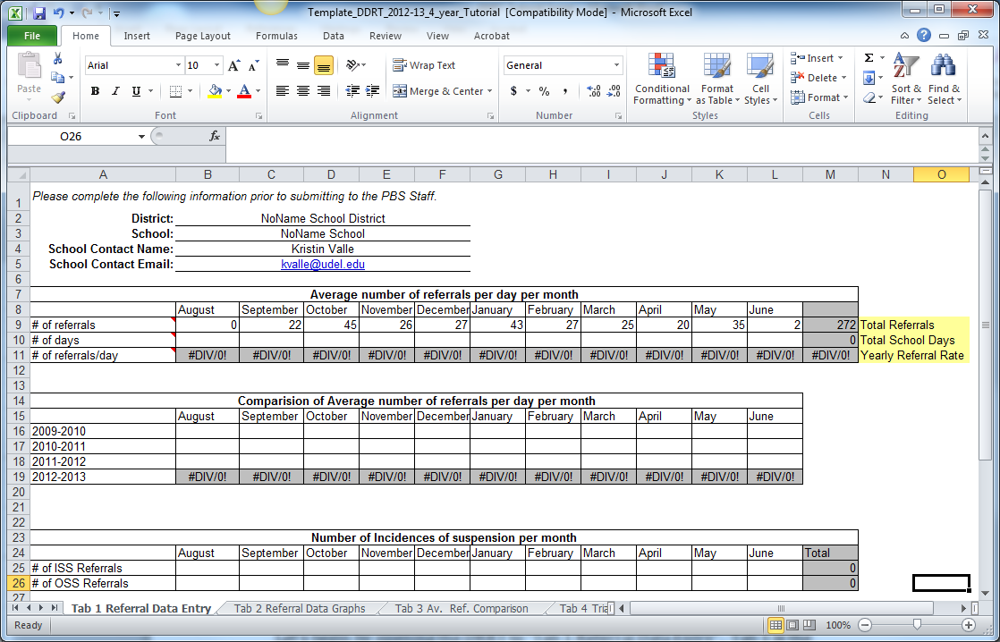 Template_DDRT_2012-13_4_year_Tutorial [Compatibility Mode] - Microsoft Excel
File Home Insert Page Layout Formulas Data Review View Acrobat
Paste
Clipboard
Arial 10
B I U
Font
Wrap Text
Merge & Center
Alignment
General
$ % ,
Number
Conditional Formatting
Format as Table
Cell Styles
Styles
Insert
Delete
Format
Cells
Sort & Filter
Find & Select
Editing
O26 fx
A B C D E F G H I J K L M N O
1 Please complete the following information prior to submitting to the PBS Staff.
2 District: NoName School District
3 School: NoName School
4 School Contact Name: Kristin Valle
5 School Contact Email: kvalle@udel.edu
6
7 Average number of referrals per day per month
8 August September October November December January February March April May June
9 # of referrals 0 22 45 26 27 43 27 25 20 35 2 272 Total Referrals
10 # of days 0 Total School Days
11 # of referrals/day #DIV/0! #DIV/0! #DIV/0! #DIV/0! #DIV/0! #DIV/0! #DIV/0! #DIV/0! #DIV/0! #DIV/0! #DIV/0! #DIV/0! Yearly Referral Rate
12
13
14 Comparision of Average number of referrals per day per month
15 August September October November December January February March April May June
16 2009-2010
17 2010-2011
18 2011-2012
19 2012-2013 #DIV/0! #DIV/0! #DIV/0! #DIV/0! #DIV/0! #DIV/0! #DIV/0! #DIV/0! #DIV/0! #DIV/0! #DIV/0!
20
21
22
23 Number of Incidences of suspension per month
24 August September October November December January February March April May June Total
25 # of ISS Referrals 0
26 # of OSS Referrals 0
27
Tab 1 Referral Data Entry Tab 2 Referral Data Graphs Tab 3 Av. Ref. Comparison Tab 4 Tria
Ready 100%